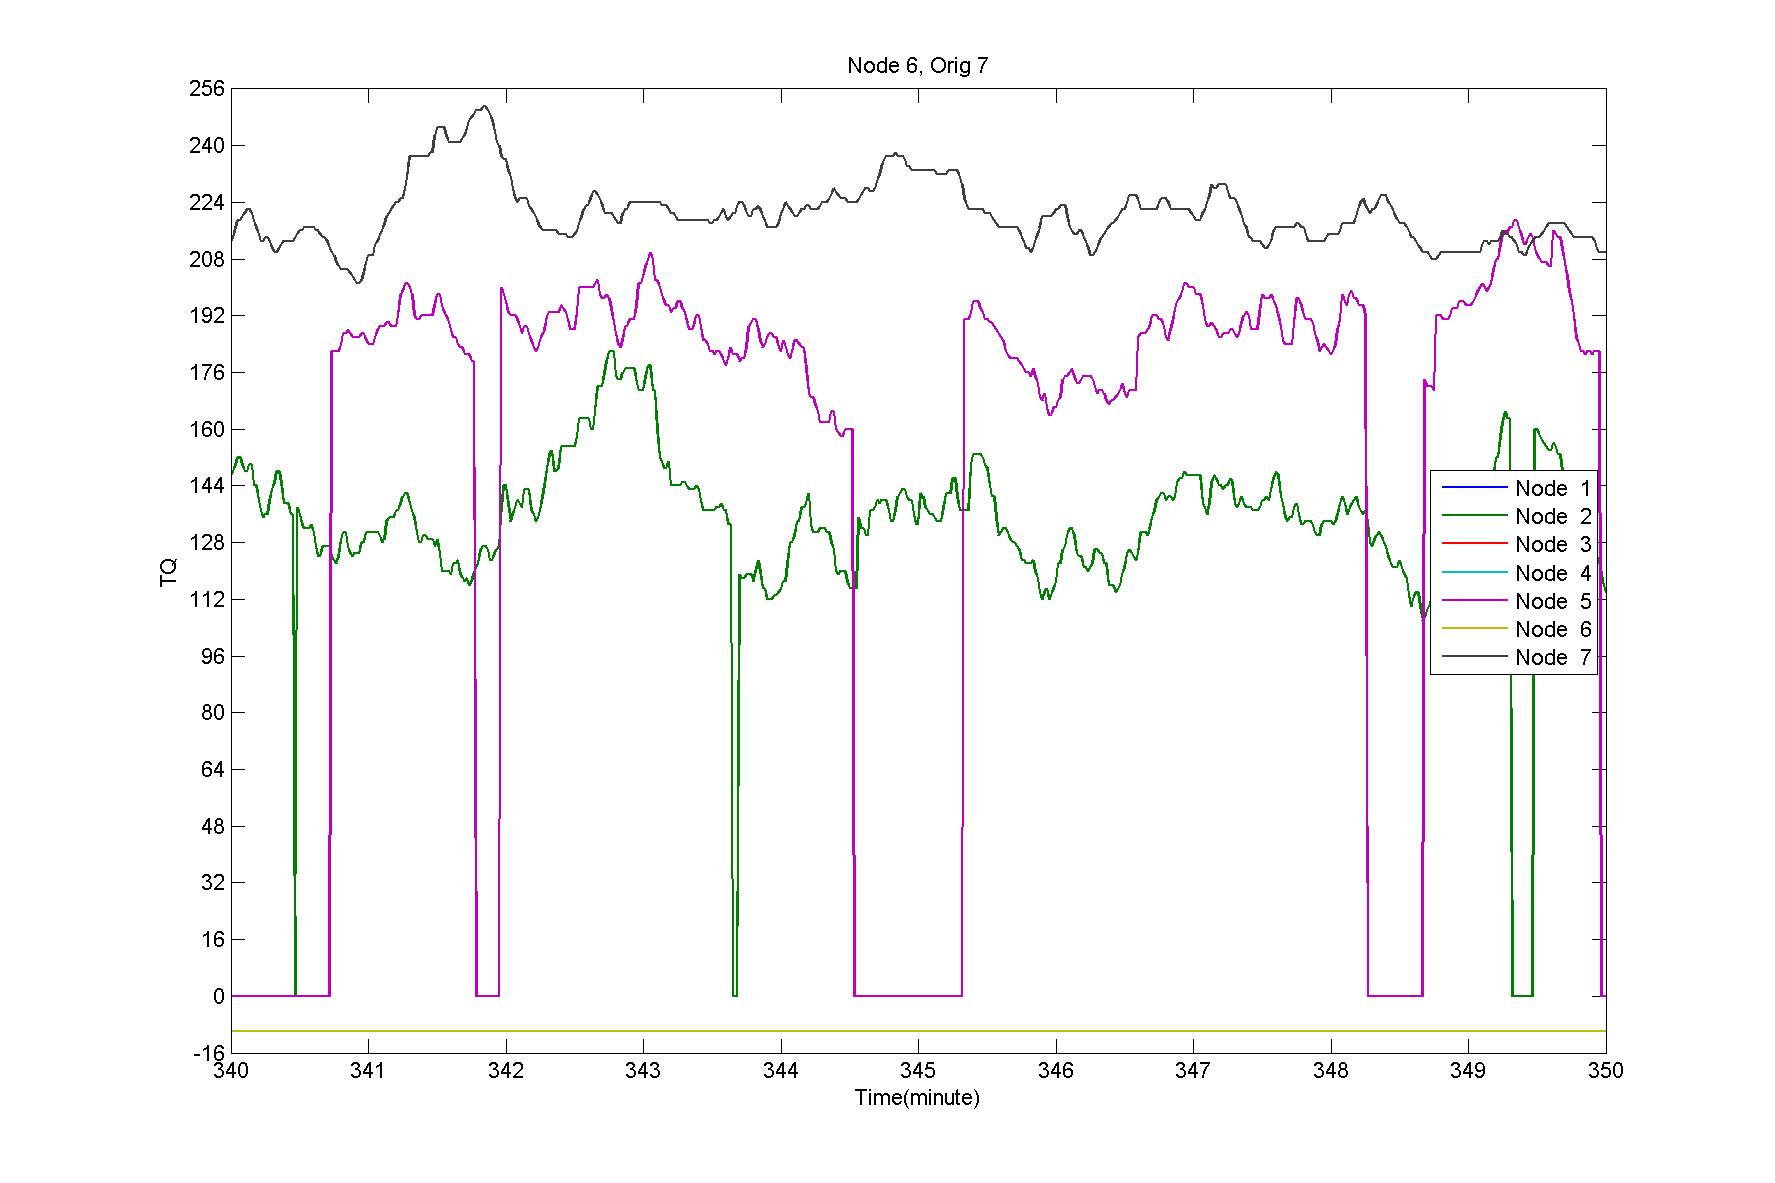 Node 6, Orig 7
256
240
224
208
192
176
160
144
128
112
96
80
64
48
32
16
0
-16
TQ
Node 1
Node 2
Node 3
Node 4
Node 5
Node 6
Node 7
340 341 342 343 344 345 346 347 348 349 350
Time(minute)